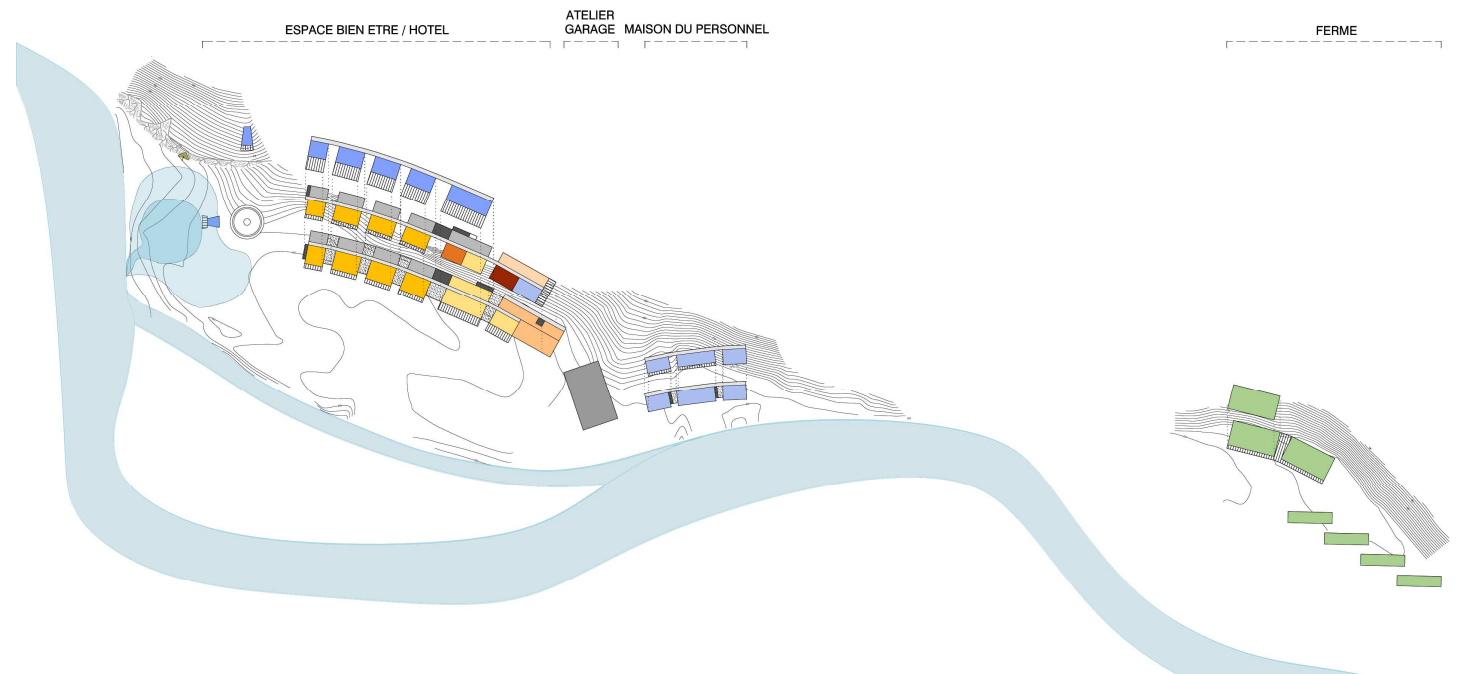 ESPACE BIEN ETRE / HOTEL
ATELIER
GARAGE
MAISON DU PERSONNEL
FERME